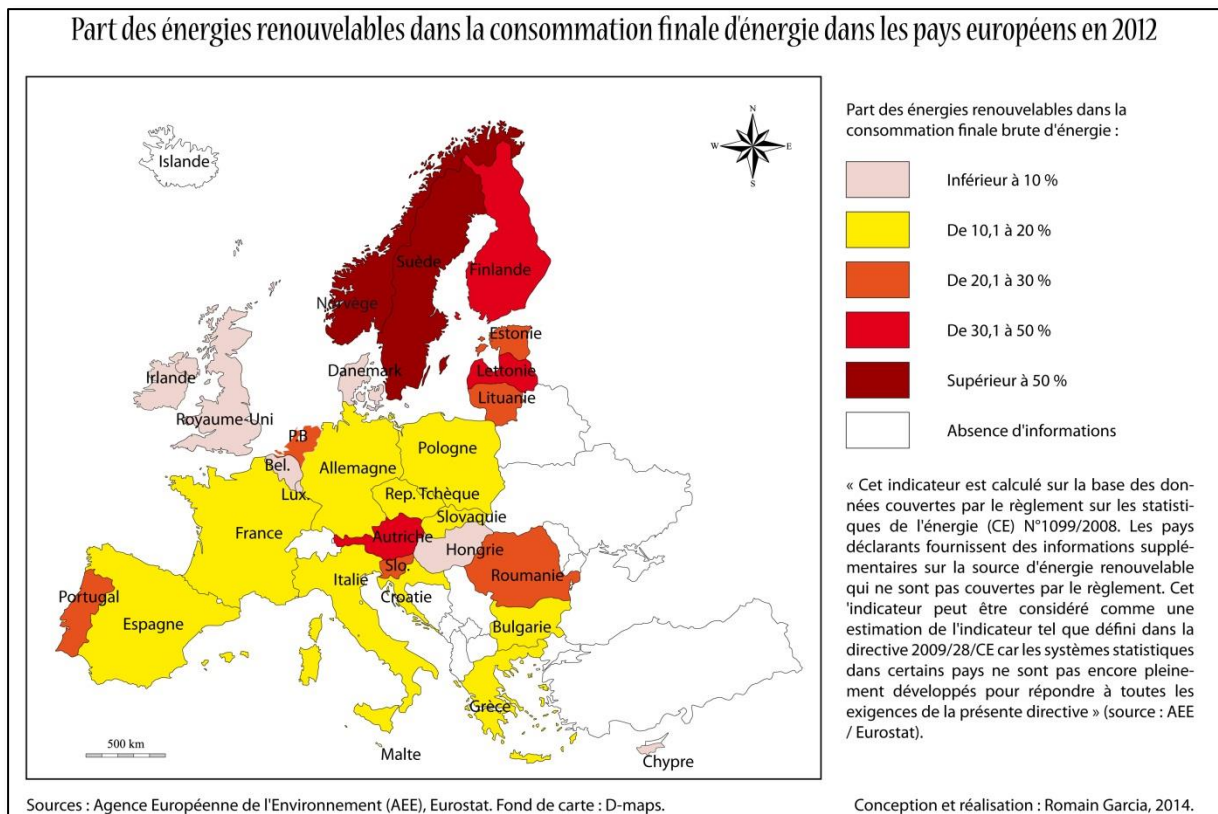 Part des énergies renouvelables dans la consommation finale d'énergie dans les pays européens en 2012
Islande
N
W
E
S
Suède
Finlande
Norvège
Estonie
Lettonie
Lituanie
Danemark
Irlande
Royaume-Uni
P.B
Bel.
Lux.
Allemagne
Pologne
Rep. Tchèque
Slovaquie
France
Autriche
Hongrie
Slo.
Roumanie
Italie
Croatie
Portugal
Espagne
Bulgarie
Grèce
Malte
Chypre
500 km
Part des énergies renouvelables dans la
consommation finale brute d'énergie :
Inférieur à 10 %
De 10,1 à 20 %
De 20,1 à 30 %
De 30,1 à 50 %
Supérieur à 50 %
Absence d'informations
« Cet indicateur est calculé sur la base des don-
nées couvertes par le règlement sur les statisti-
ques de l'énergie (CE) N°1099/2008. Les pays
déclarants fournissent des informations supplé-
mentaires sur la source d'énergie renouvelable
qui ne sont pas couvertes par le règlement. Cet
'indicateur peut être considéré comme une
estimation de l'indicateur tel que défini dans la
directive 2009/28/CE car les systèmes statistiques
dans certains pays ne sont pas encore pleine-
ment développés pour répondre à toutes les
exigences de la présente directive » (source : AEE
/ Eurostat).
Sources : Agence Européenne de l'Environnement (AEE), Eurostat. Fond de carte : D-maps.
Conception et réalisation : Romain Garcia, 2014.